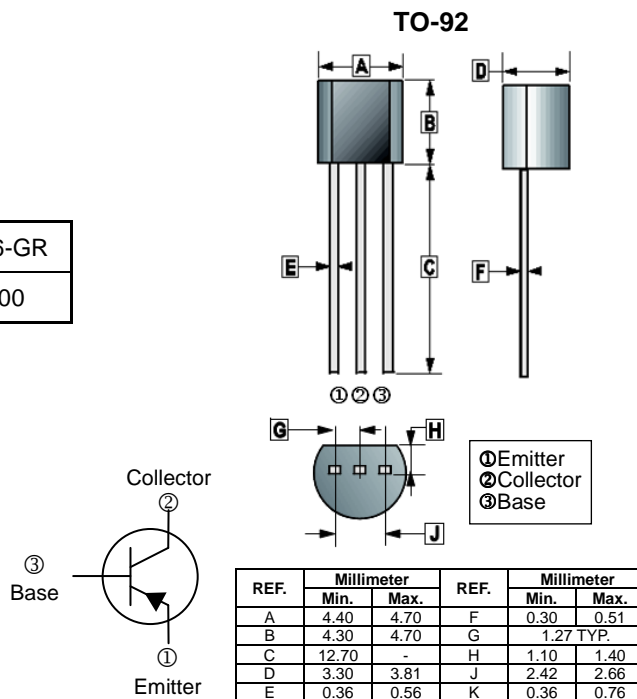 TO-92
A
D
B
6-GR
00
E
C
F
①②③
G
H
①Emitter
②Collector
③Base
J
Collector
②
③
Base
①
Emitter
REF. Millimeter REF. Millimeter
Min. Max. Min. Max.
A 4.40 4.70 F 0.30 0.51
B 4.30 4.70 G 1.27 TYP.
C 12.70 - H 1.10 1.40
D 3.30 3.81 J 2.42 2.66
E 0.36 0.56 K 0.36 0.76